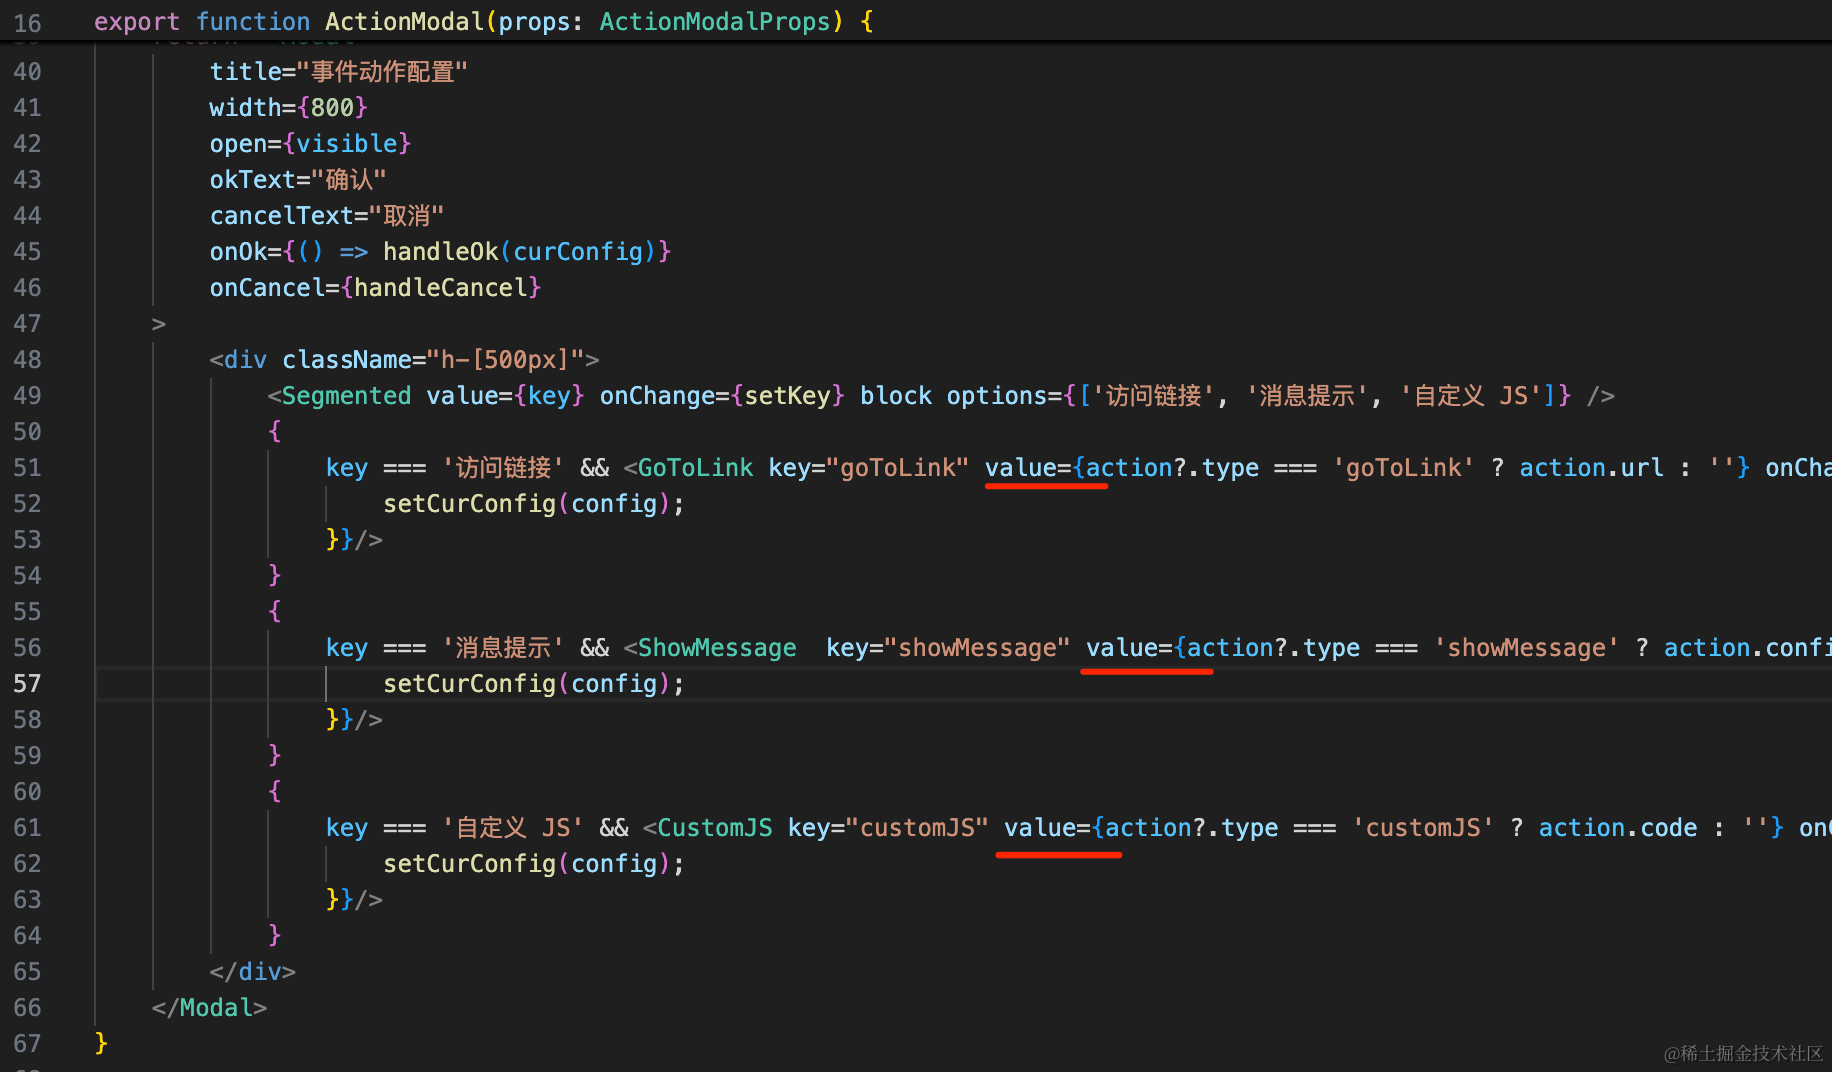 16 export function ActionModal(props: ActionModalProps) {
40 title="事件动作配置"
41 width={800}
42 open={visible}
43 okText="确认"
44 cancelText="取消"
45 onOk={() => handleOk(curConfig)}
46 onCancel={handleCancel}
47 >
48 <div className="h-[500px]">
49 <Segmented value={key} onChange={setKey} block options={['访问链接', '消息提示', '自定义 JS']} />
50 {
51 key === '访问链接' && <GoToLink key="goToLink" value={action?.type === 'goToLink' ? action.url : ''} onCha
52 setCurConfig(config);
53 }}/>
54 }
55 {
56 key === '消息提示' && <ShowMessage  key="showMessage" value={action?.type === 'showMessage' ? action.confi
57 setCurConfig(config);
58 }}/>
59 }
60 {
61 key === '自定义 JS' && <CustomJS key="customJS" value={action?.type === 'customJS' ? action.code : ''} on
62 setCurConfig(config);
63 }}/>
64 }
65 </div>
66 </Modal>
67 }
@稀土掘金技术社区